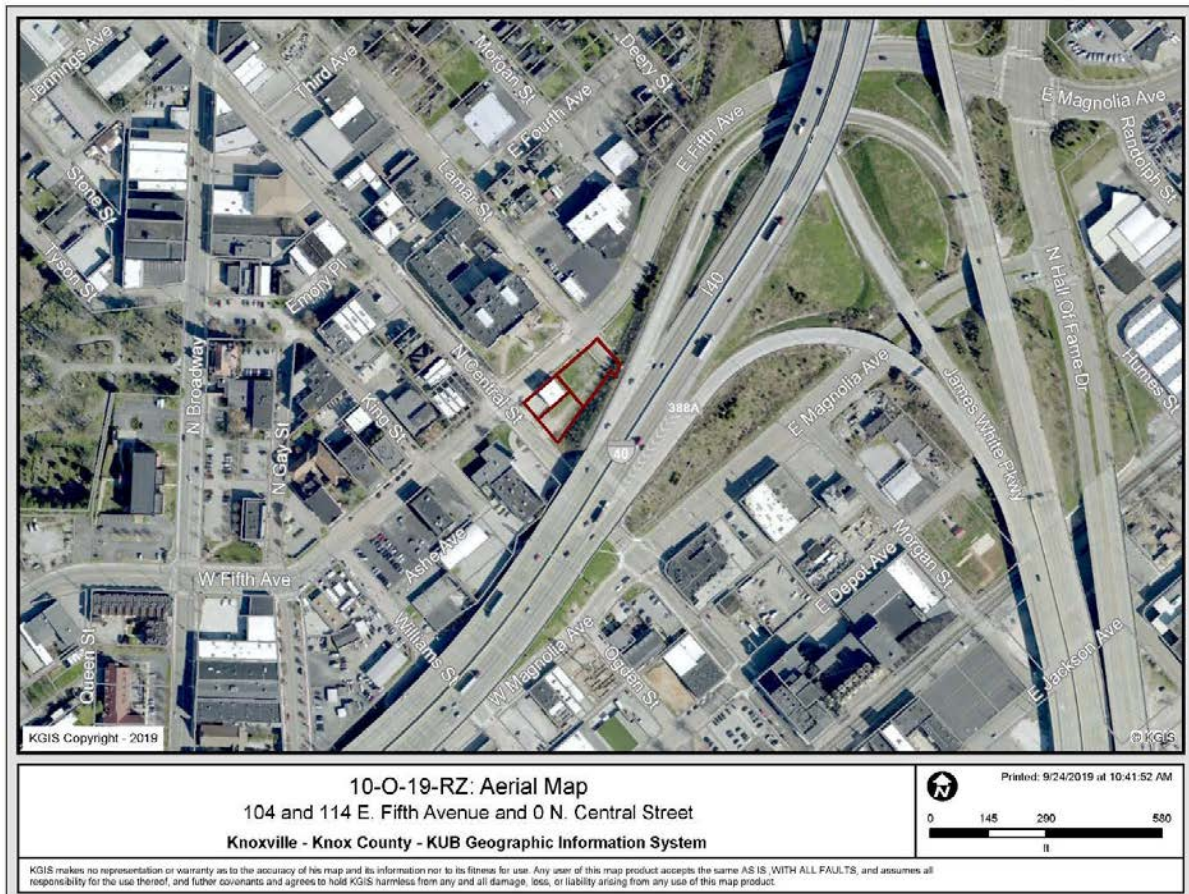 Jennings Ave
Third Ave
Morgan St
Deery St
E Magnolia Ave
Randolph St
E Fourth Ave
E Fifth Ave
Stone St
Lamar St
Tyson St
Emory Pl
I40
N Hall Of Fame Dr
Humes St
N Broadway
N Central St
E Magnolia Ave
James White Pkwy
King St
N Gay St
388A
40
Morgan St
Ashe Ave
E Depot Ave
W Fifth Ave
Williams St
Queen St
W Magnolia Ave
Ogden St
E Jackson Ave
KGIS Copyright - 2019
© KGIS
10-O-19-RZ: Aerial Map
104 and 114 E. Fifth Avenue and 0 N. Central Street
Knoxville - Knox County - KUB Geographic Information System
N
Printed: 9/24/2019 at 10:41:52 AM
0 145 290 580
ft
KGIS makes no representation or warranty as to the accuracy of his map and its information nor to its fitness for use. Any user of this map product accepts the same AS IS ,WITH ALL FAULTS, and assumes all
responsibility for the use thereof, and futher covenants and agrees to hold KGIS harmless from any and all damage, loss, or liability arising from any use of this map product.